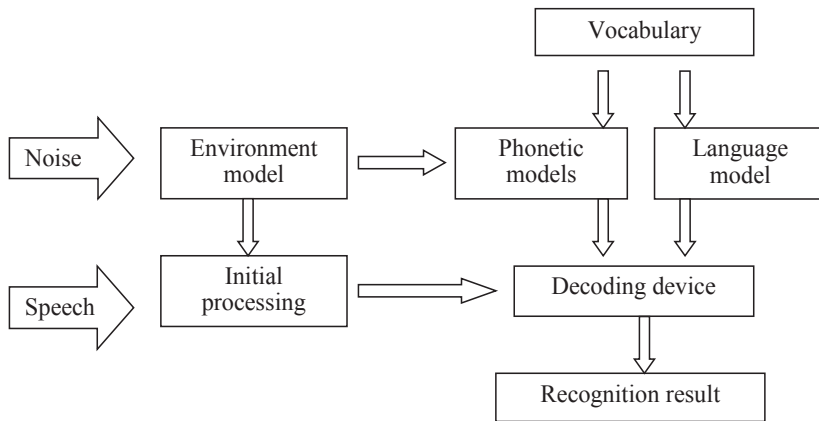 Vocabulary
Noise
Environment
model
Phonetic
models
Language
model
Speech
Initial
processing
Decoding device
Recognition result